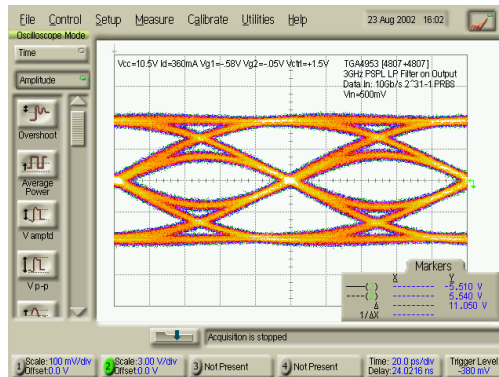 File Control Setup Measure Calibrate Utilities Help 23 Aug 2002 16:02
Oscilloscope Mode
Time
Amplitude
Overshoot
Average Power
V amptd
V p-p
Vcc=10.5V Id=360mA Vg1=-.58V Vg2=-.05V Vctrl=+1.5V
TGA4953 [4807+4807]
3GHz PSPL LP Filter on Output
Data In: 10Gb/s 2^31-1 PRBS
Vin=500mV
Markers
X Y
-5.510 V
5.540 V
Δ -------- 11.050 V
1/ΔX --------
Acquisition is stopped
1 Scale:100 mV/div Offset:0.0 V
2 Scale:3.00 V/div Offset:0.0 V
3 Not Present
4 Not Present
Time: 20.0 ps/div Delay:24.0216 ns
Trigger Level -380 mV